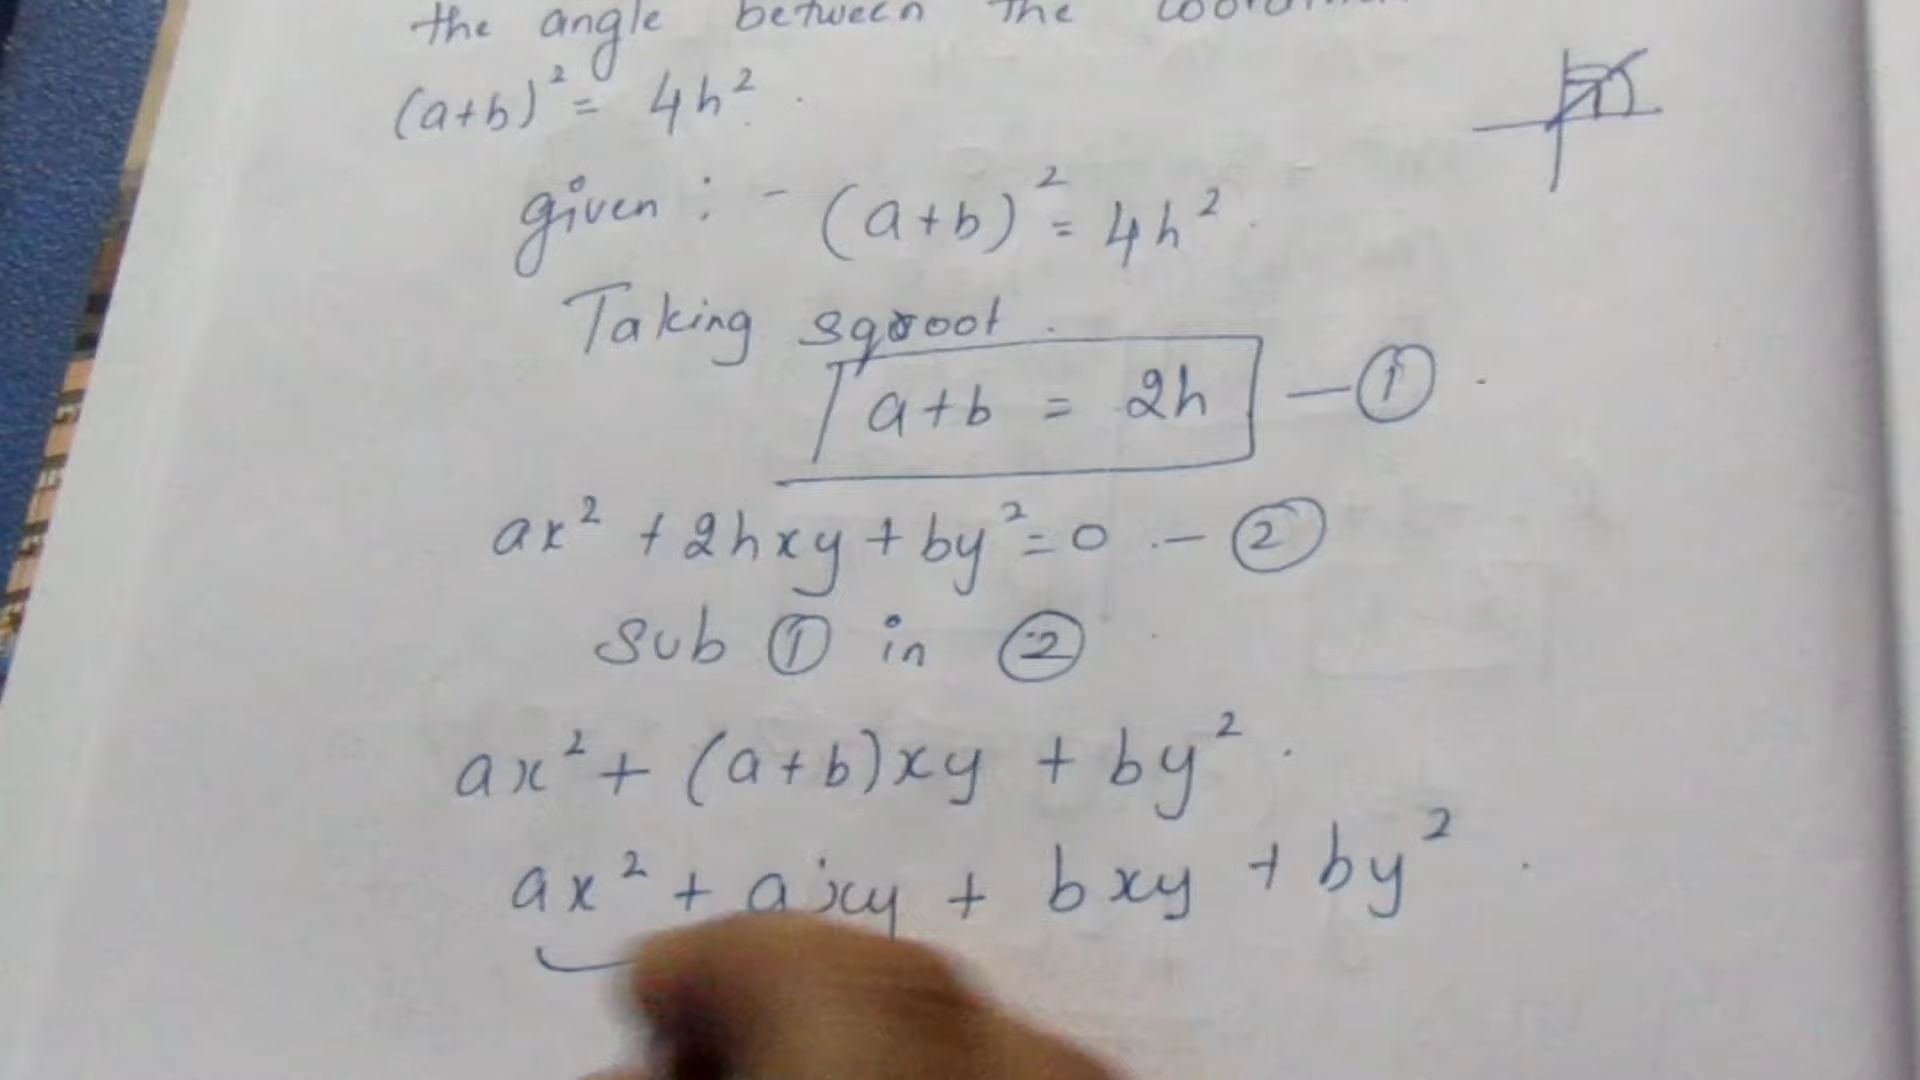 the angle between the
(a+b)² = 4h².
given :- (a+b)² = 4h².
Taking sqroot.
a+b = 2h — ①.
ax² + 2hxy + by² = 0 .— ②
Sub ① in ②.
ax² + (a+b)xy + by².
ax² + axy + bxy + by².